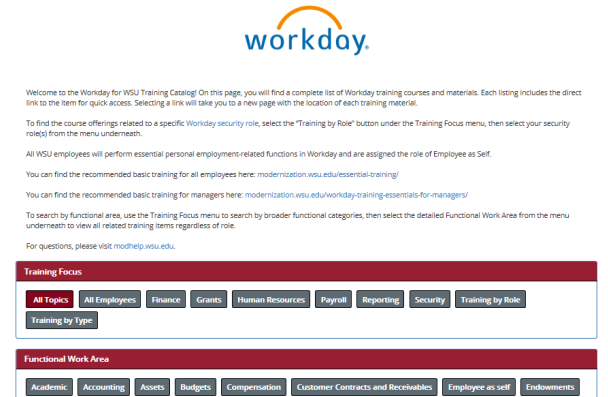 workday.
Welcome to the Workday for WSU Training Catalog! On this page, you will find a complete list of Workday training courses and materials. Each listing includes the direct
link to the item for quick access. Selecting a link will take you to a new page with the location of each training material.
To find the course offerings related to a specific Workday security role, select the "Training by Role" button under the Training Focus menu, then select your security
role(s) from the menu underneath.
All WSU employees will perform essential personal employment-related functions in Workday and are assigned the role of Employee as Self.
You can find the recommended basic training for all employees here: modernization.wsu.edu/essential-training/
You can find the recommended basic training for managers here: modernization.wsu.edu/workday-training-essentials-for-managers/
To search by functional area, use the Training Focus menu to search by broader functional categories, then select the detailed Functional Work Area from the menu
underneath to view all related training items regardless of role.
For questions, please visit modhelp.wsu.edu.
Training Focus
All Topics All Employees Finance Grants Human Resources Payroll Reporting Security Training by Role
Training by Type
Functional Work Area
Academic Accounting Assets Budgets Compensation Customer Contracts and Receivables Employee as self Endowments